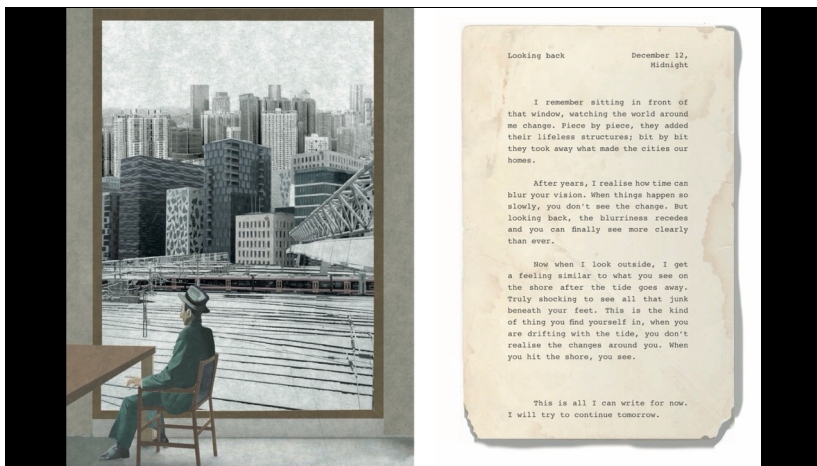 Looking back
December 12,
Midnight
I remember sitting in front of
that window, watching the world around
me change. Piece by piece, they added
their lifeless structures; bit by bit
they took away what made the cities our
homes.
After years, I realise how time can
blur your vision. When things happen so
slowly, you don't see the change. But
looking back, the blurriness recedes
and you can finally see more clearly
than ever.
Now when I look outside, I get
a feeling similar to what you see on
the shore after the tide goes away.
Truly shocking to see all that junk
beneath your feet. This is the kind
of thing you find yourself in, when you
are drifting with the tide, you don't
realise the changes around you. When
you hit the shore, you see.
This is all I can write for now.
I will try to continue tomorrow.